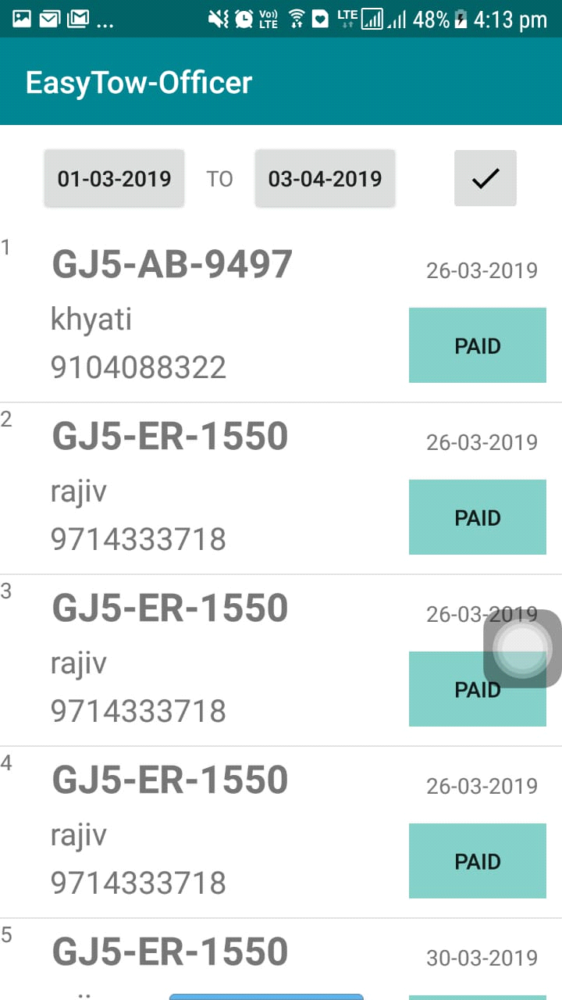 ... Vo)) LTE LTE 48% 4:13 pm
EasyTow-Officer
01-03-2019 TO 03-04-2019
1
GJ5-AB-9497 26-03-2019
khyati
9104088322 PAID
2
GJ5-ER-1550 26-03-2019
rajiv
9714333718 PAID
3
GJ5-ER-1550 26-03-2019
rajiv
9714333718 PAID
4
GJ5-ER-1550 26-03-2019
rajiv
9714333718 PAID
5
GJ5-ER-1550 30-03-2019